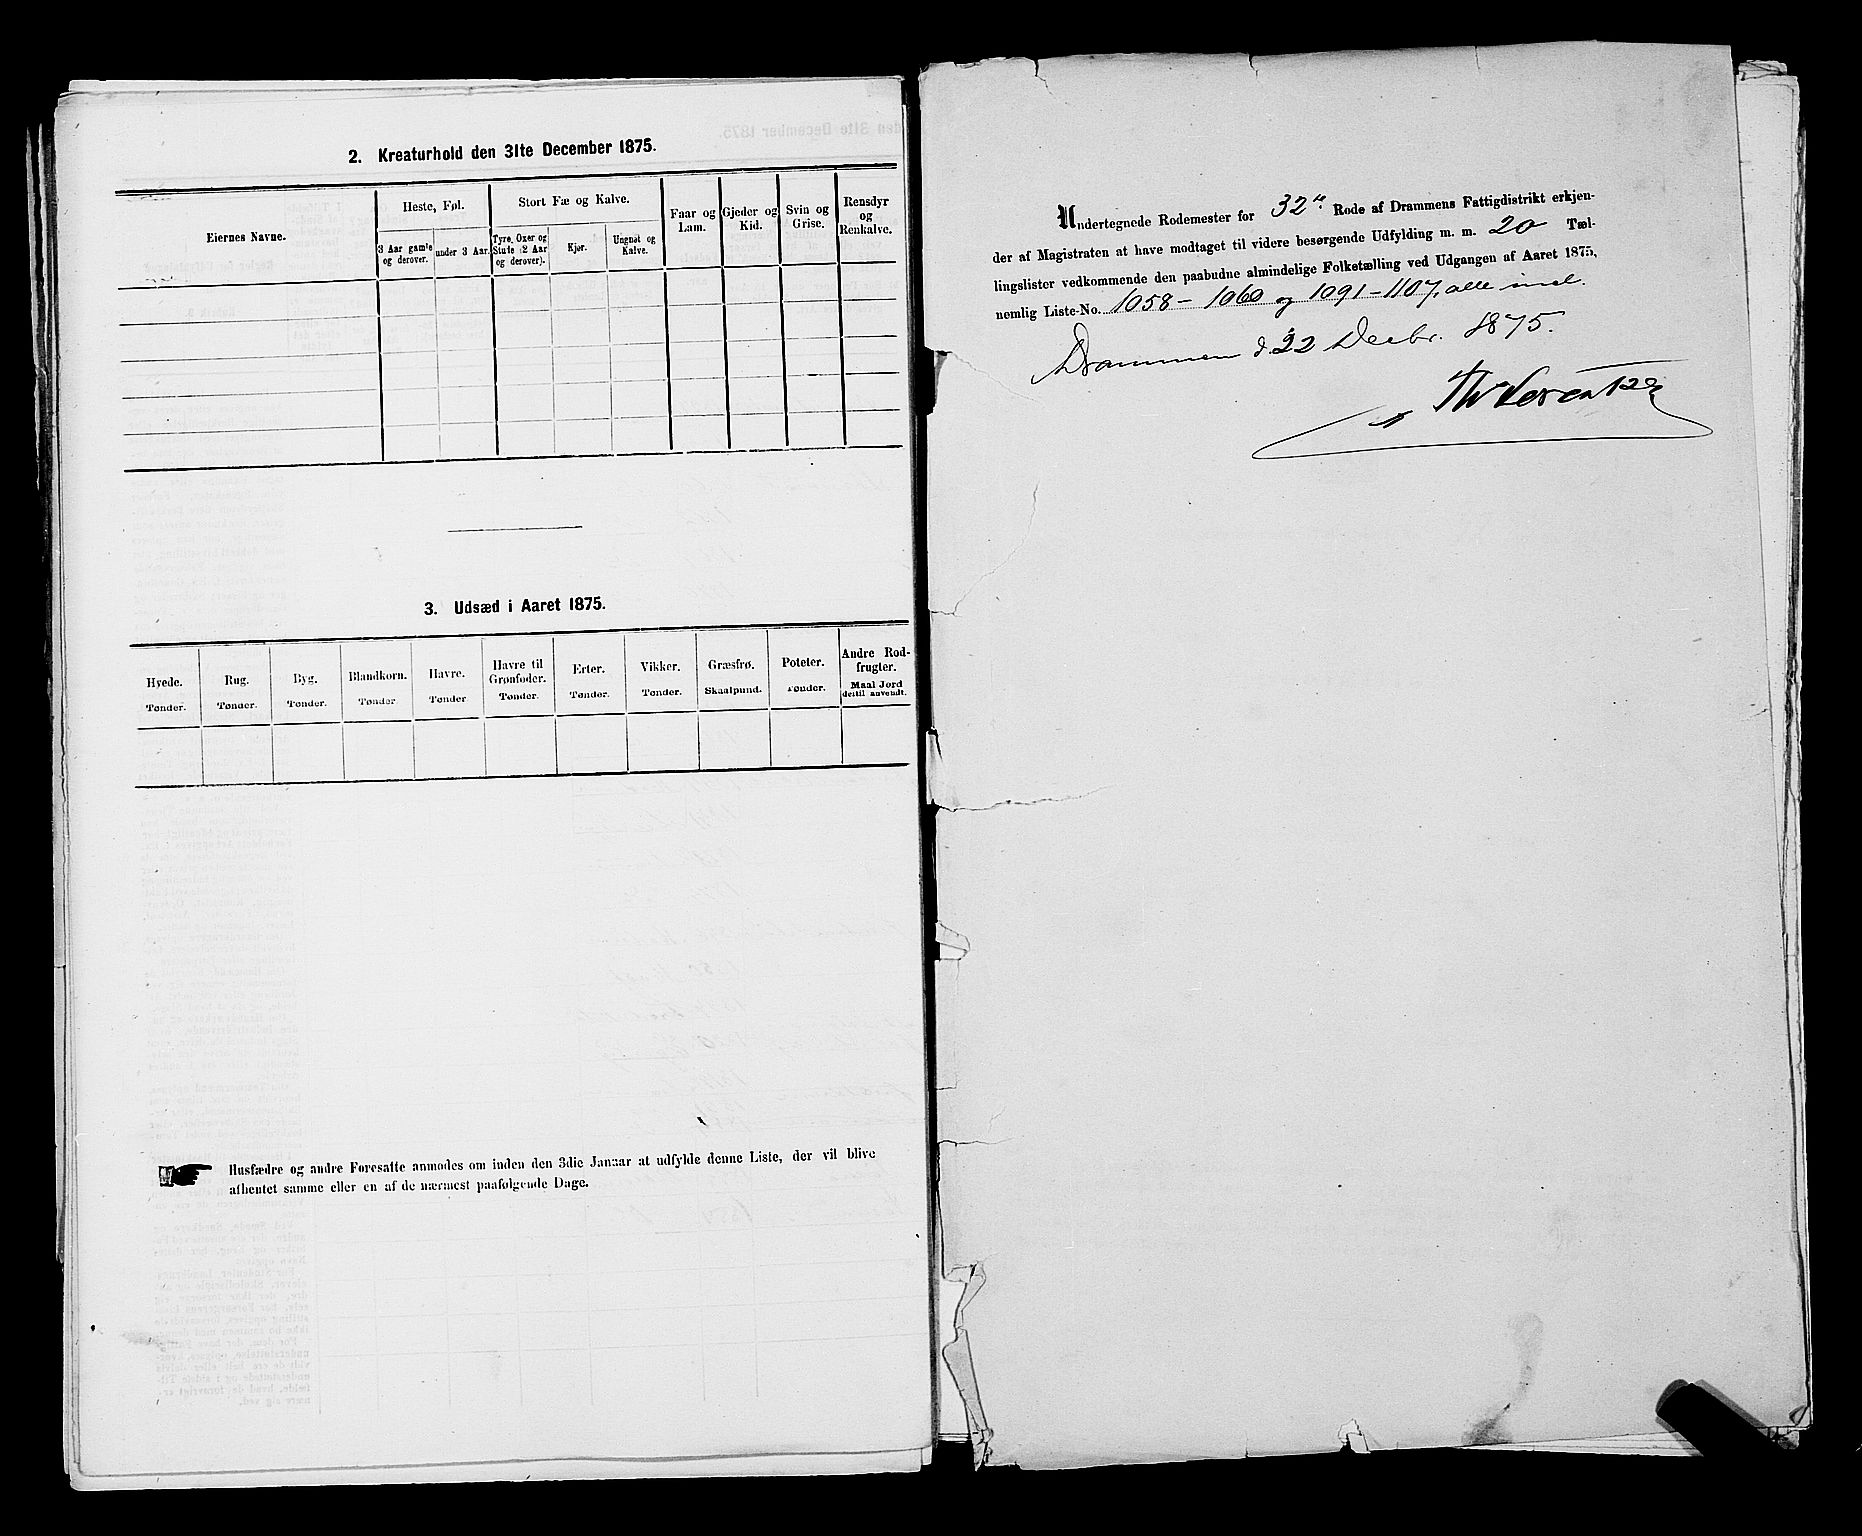 2. Kreaturhold den 31te December 1875.
Eiernes Navne.
Heste, Føl.
3 Aar gamle og derover.
under 3 Aar.
Stort Fæ og Kalve.
Tyre, Oxer og Stude (2 Aar og derover).
Kjør.
Ungnøt og Kalve.
Faar og Lam.
Gjeder og Kid.
Svin og Grise.
Rensdyr og Renkalve.
3. Udsæd i Aaret 1875.
Hvede. Tønder.
Rug. Tønder.
Byg. Tønder.
Blandkorn. Tønder
Havre. Tønder
Havre til Grønfoder. Tønder.
Erter. Tønder.
Vikker. Tønder.
Græsfrø. Skaalpund.
Poteter. Tønder.
Andre Rodfrugter. Maal Jord dertil anvendt.
Husfædre og andre Foresatte anmodes om inden den 3die Januar at udfylde denne Liste, der vil blive
afhentet samme eller en af de nærmest paafølgende Dage.
Undertegnede Rodemester for 32te Rode af Drammens Fattigdistrikt erkjen-
der af Magistraten at have modtaget til videre besørgende Udfylding m. m. 20 Tæl-
lingslister vedkommende den paabudne almindelige Folketælling ved Udgangen af Aaret 1875,
nemlig Liste-No. 1058 - 1060 og 1091 - 1107, alle incl.
Drammen d 22 Decbr. 1875.